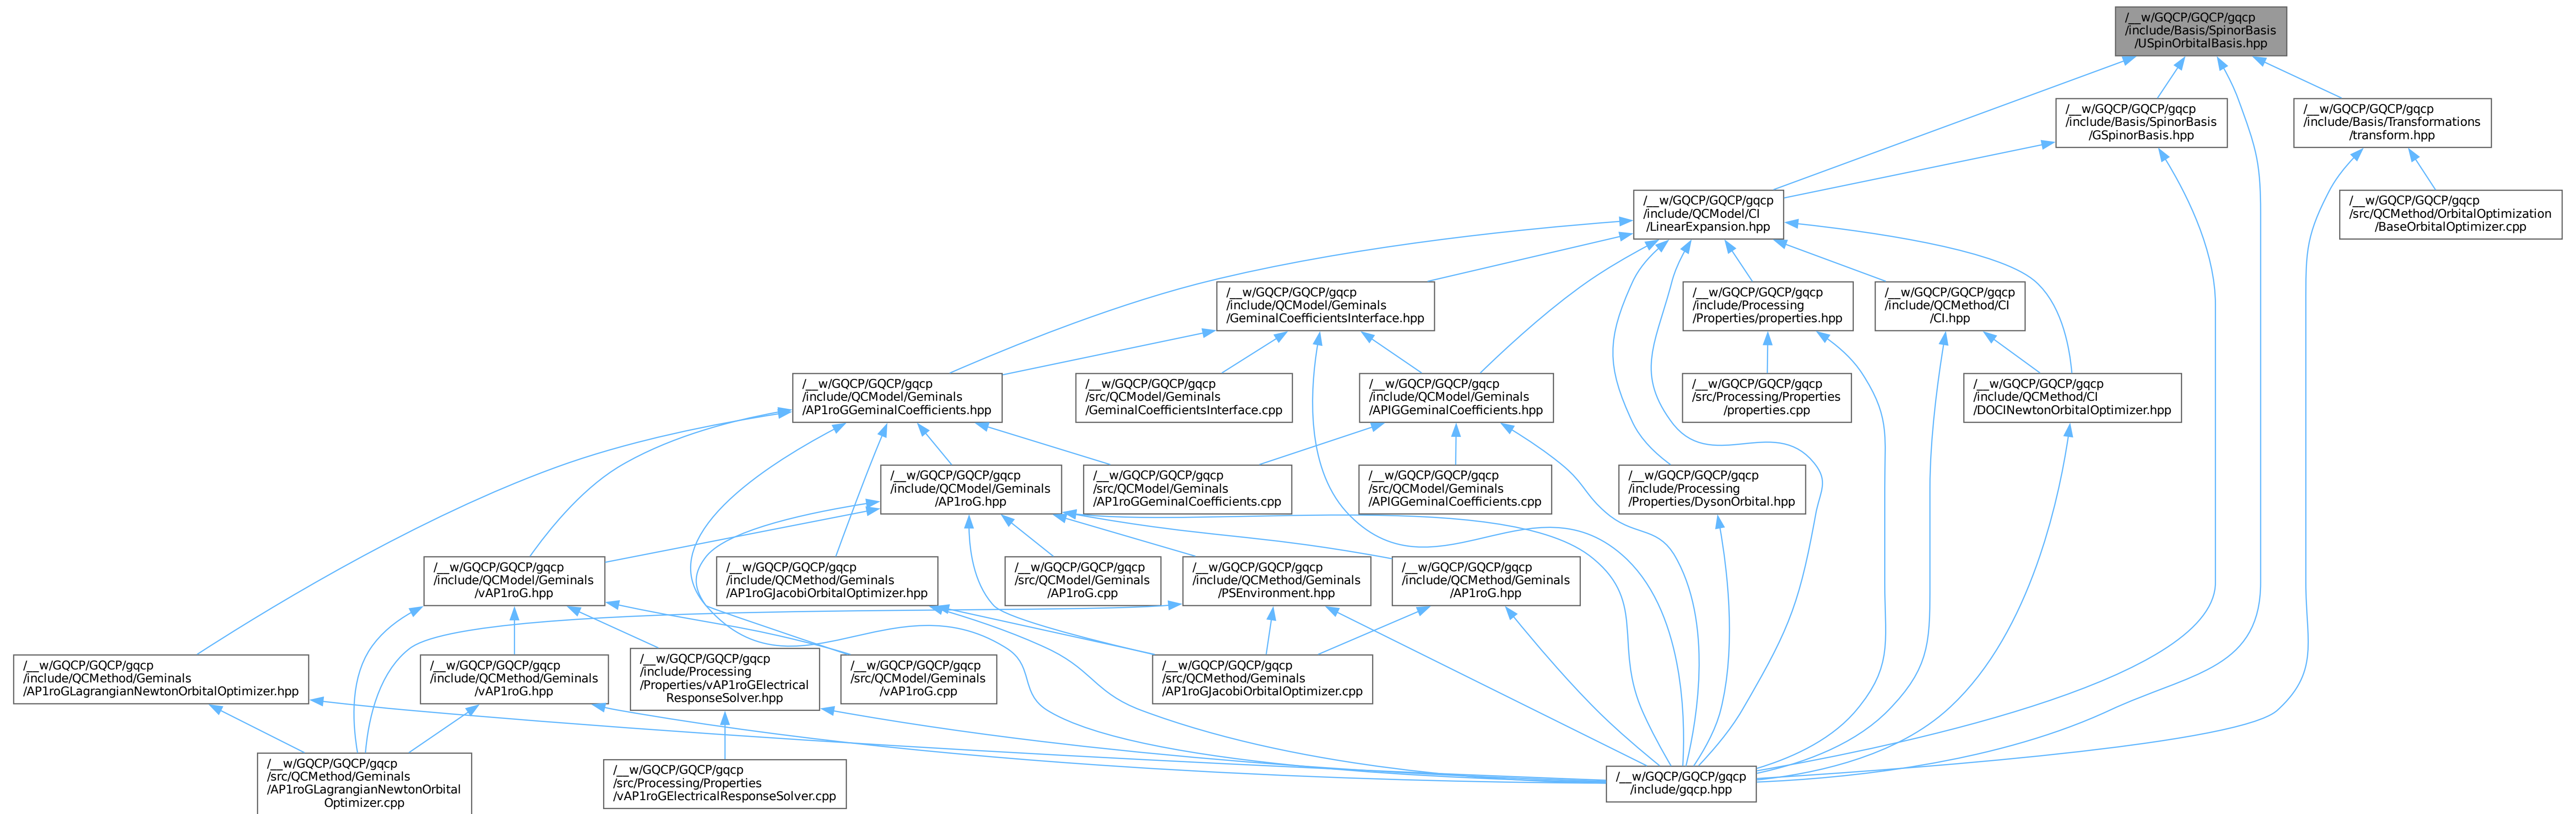 /__w/GQCP/GQCP/gqcp
/include/Basis/SpinorBasis
/USpinOrbitalBasis.hpp
/__w/GQCP/GQCP/gqcp
/include/Basis/SpinorBasis
/GSpinorBasis.hpp
/__w/GQCP/GQCP/gqcp
/include/Basis/Transformations
/transform.hpp
/__w/GQCP/GQCP/gqcp
/include/QCModel/CI
/LinearExpansion.hpp
/__w/GQCP/GQCP/gqcp
/src/QCMethod/OrbitalOptimization
/BaseOrbitalOptimizer.cpp
/__w/GQCP/GQCP/gqcp
/include/QCModel/Geminals
/GeminalCoefficientsInterface.hpp
/__w/GQCP/GQCP/gqcp
/include/Processing
/Properties/properties.hpp
/__w/GQCP/GQCP/gqcp
/include/QCMethod/CI
/CI.hpp
/__w/GQCP/GQCP/gqcp
/include/QCModel/Geminals
/AP1roGGeminalCoefficients.hpp
/__w/GQCP/GQCP/gqcp
/src/QCModel/Geminals
/GeminalCoefficientsInterface.cpp
/__w/GQCP/GQCP/gqcp
/include/QCModel/Geminals
/APIGGeminalCoefficients.hpp
/__w/GQCP/GQCP/gqcp
/src/Processing/Properties
/properties.cpp
/__w/GQCP/GQCP/gqcp
/include/QCMethod/CI
/DOCINewtonOrbitalOptimizer.hpp
/__w/GQCP/GQCP/gqcp
/include/QCModel/Geminals
/AP1roG.hpp
/__w/GQCP/GQCP/gqcp
/src/QCModel/Geminals
/AP1roGGeminalCoefficients.cpp
/__w/GQCP/GQCP/gqcp
/src/QCModel/Geminals
/APIGGeminalCoefficients.cpp
/__w/GQCP/GQCP/gqcp
/include/Processing
/Properties/DysonOrbital.hpp
/__w/GQCP/GQCP/gqcp
/include/QCModel/Geminals
/vAP1roG.hpp
/__w/GQCP/GQCP/gqcp
/include/QCMethod/Geminals
/AP1roGJacobiOrbitalOptimizer.hpp
/__w/GQCP/GQCP/gqcp
/src/QCModel/Geminals
/AP1roG.cpp
/__w/GQCP/GQCP/gqcp
/include/QCMethod/Geminals
/PSEnvironment.hpp
/__w/GQCP/GQCP/gqcp
/include/QCMethod/Geminals
/AP1roG.hpp
/__w/GQCP/GQCP/gqcp
/include/QCMethod/Geminals
/AP1roGLagrangianNewtonOrbitalOptimizer.hpp
/__w/GQCP/GQCP/gqcp
/include/QCMethod/Geminals
/vAP1roG.hpp
/__w/GQCP/GQCP/gqcp
/include/Processing
/Properties/vAP1roGElectrical
ResponseSolver.hpp
/__w/GQCP/GQCP/gqcp
/src/QCModel/Geminals
/vAP1roG.cpp
/__w/GQCP/GQCP/gqcp
/src/QCMethod/Geminals
/AP1roGJacobiOrbitalOptimizer.cpp
/__w/GQCP/GQCP/gqcp
/src/QCMethod/Geminals
/AP1roGLagrangianNewtonOrbital
Optimizer.cpp
/__w/GQCP/GQCP/gqcp
/src/Processing/Properties
/vAP1roGElectricalResponseSolver.cpp
/__w/GQCP/GQCP/gqcp
/include/gqcp.hpp